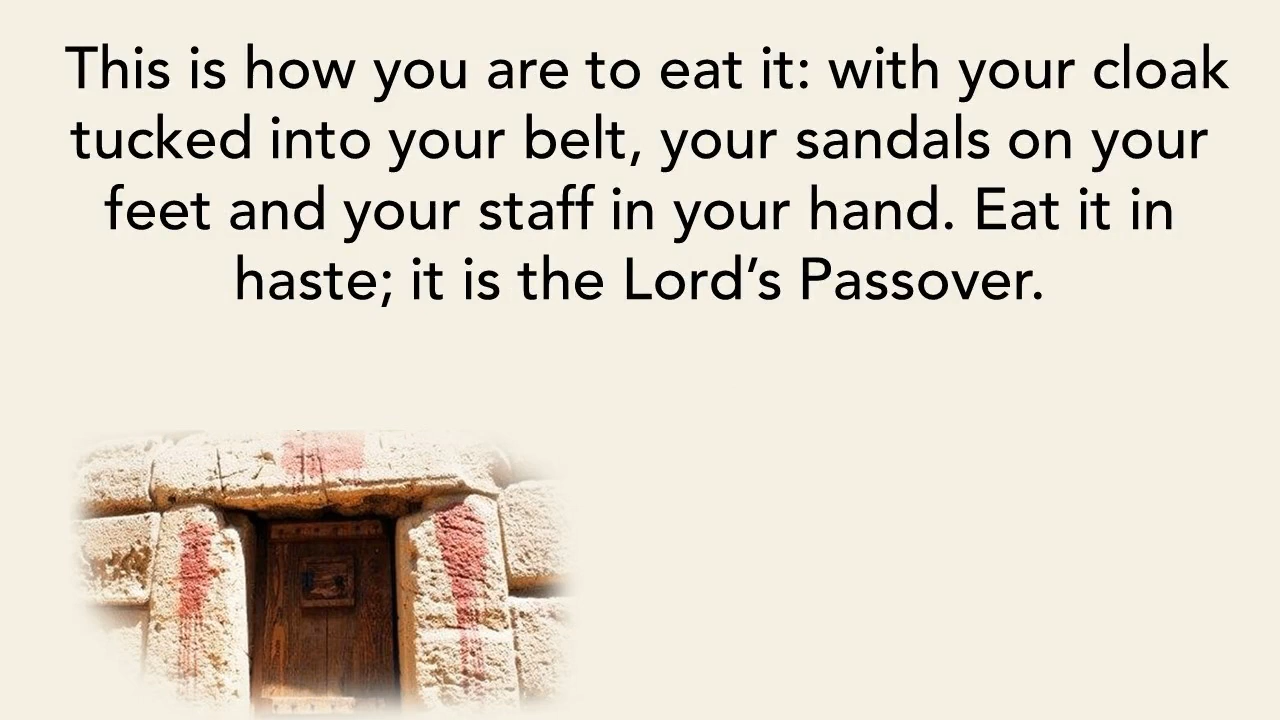 This is how you are to eat it: with your cloak
tucked into your belt, your sandals on your
feet and your staff in your hand. Eat it in
haste; it is the Lord’s Passover.